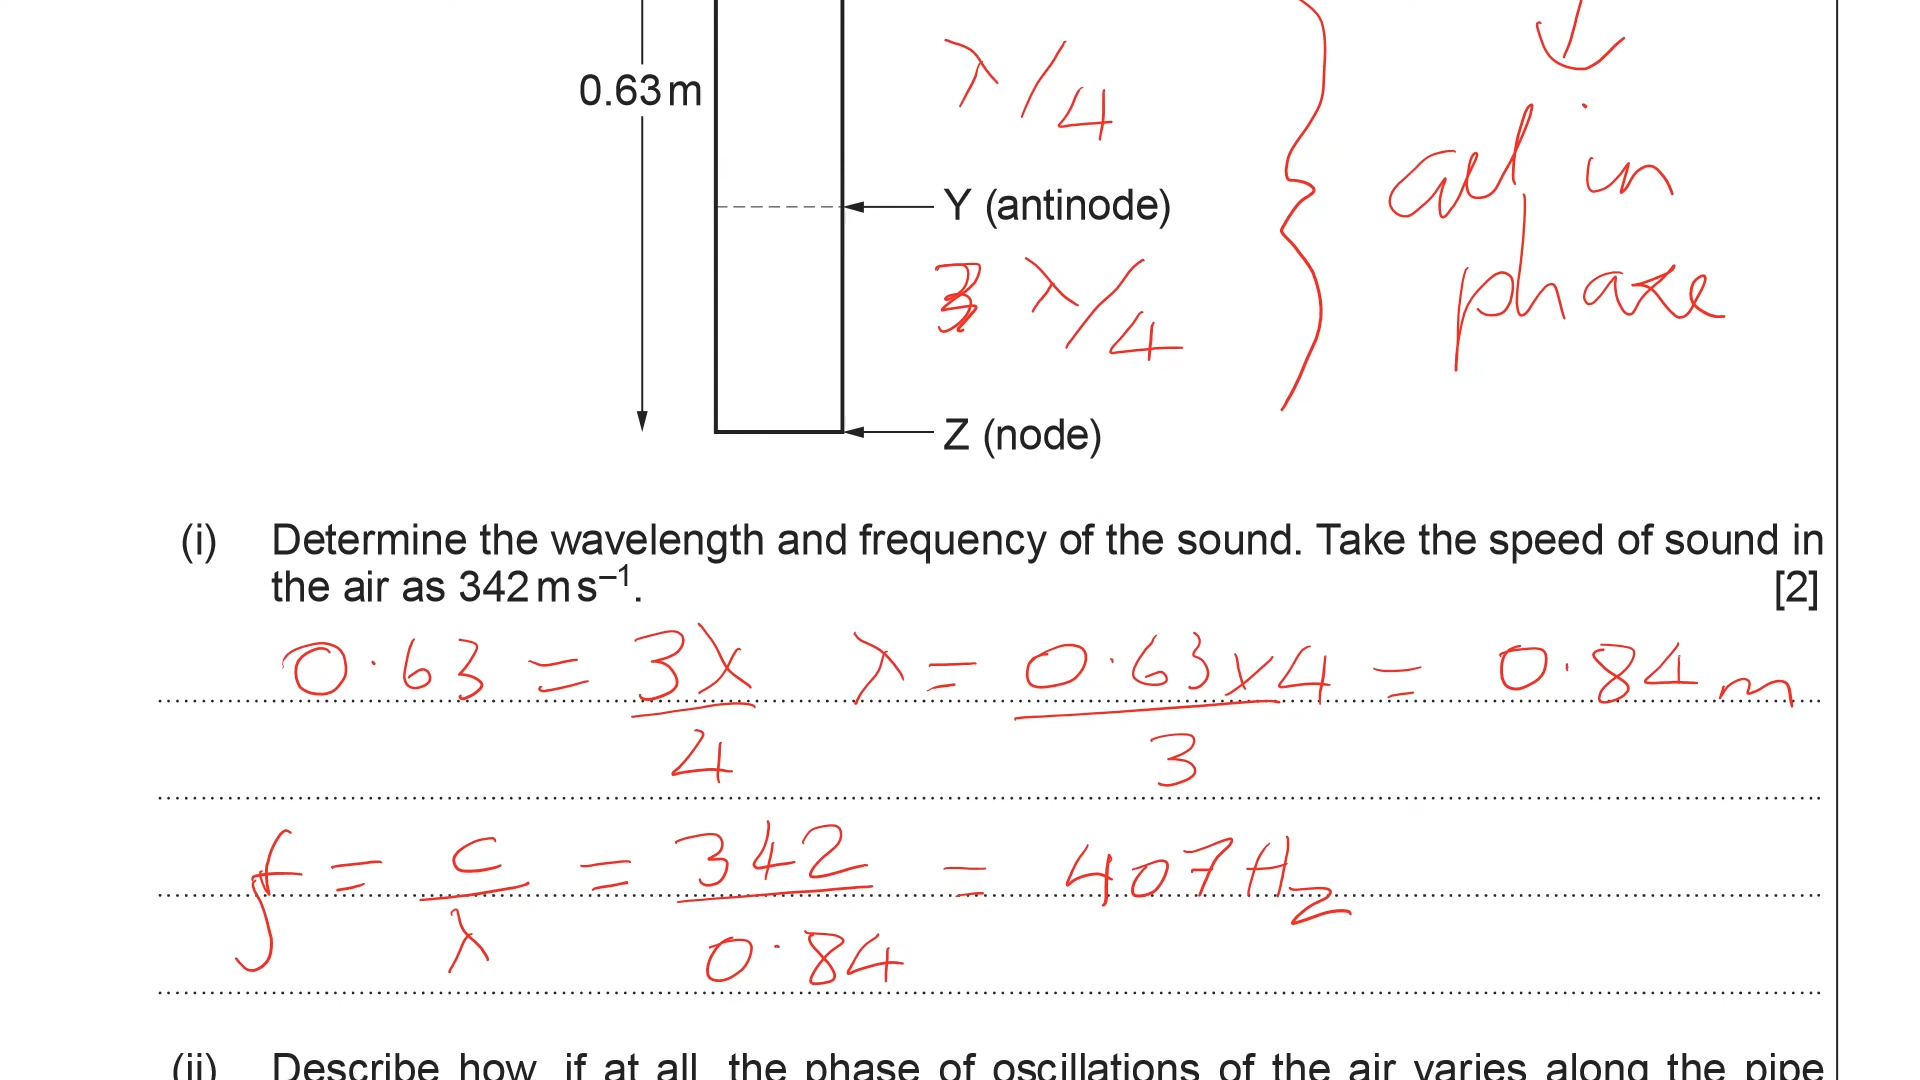 0.63 m
λ/4
all in
phase
Y (antinode)
3 λ/4
Z (node)
(i) Determine the wavelength and frequency of the sound. Take the speed of sound in
the air as 342 m s⁻¹. [2]
0.63 = 3λ/4 λ = 0.63×4/3 = 0.84 m
f = c/λ = 342/0.84 = 407 Hz
(ii) Describe how, if at all, the phase of oscillations of the air varies along the pipe